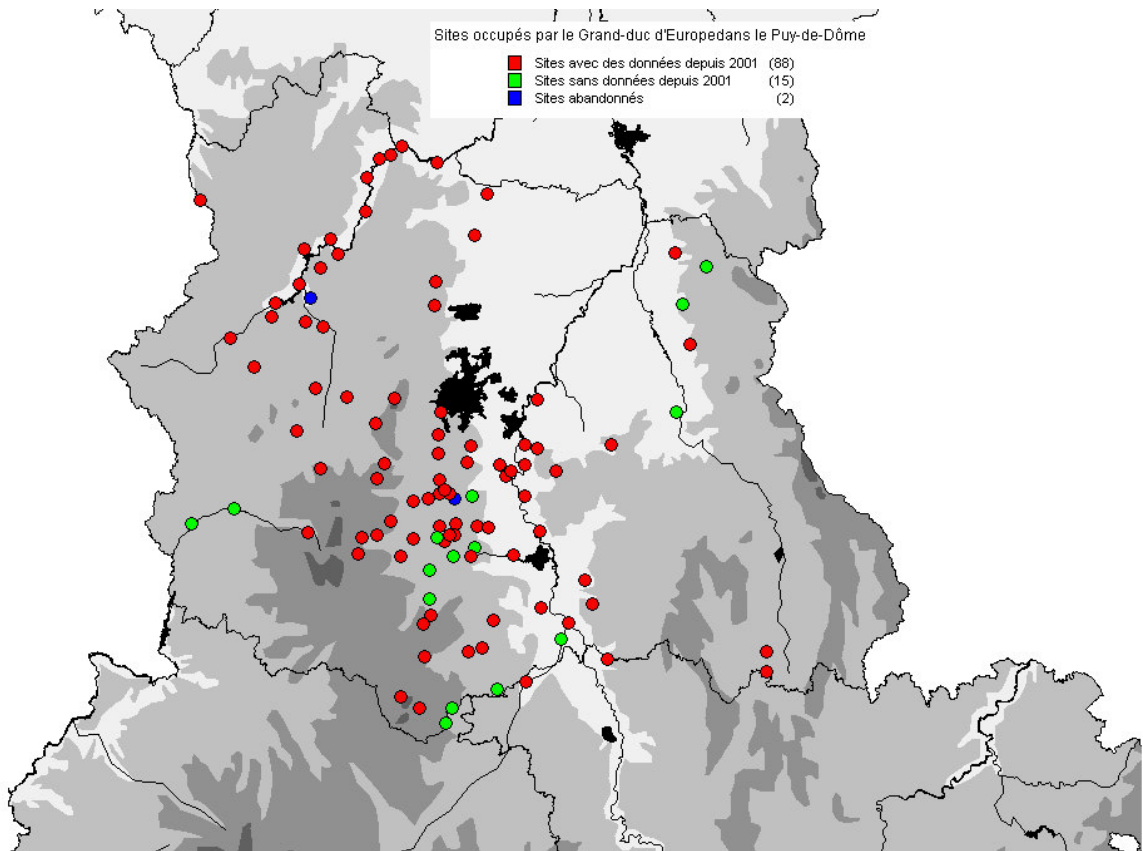 Sites occupés par le Grand-duc d'Europedans le Puy-de-Dôme
Sites avec des données depuis 2001 (88)
Sites sans données depuis 2001 (15)
Sites abandonnés (2)